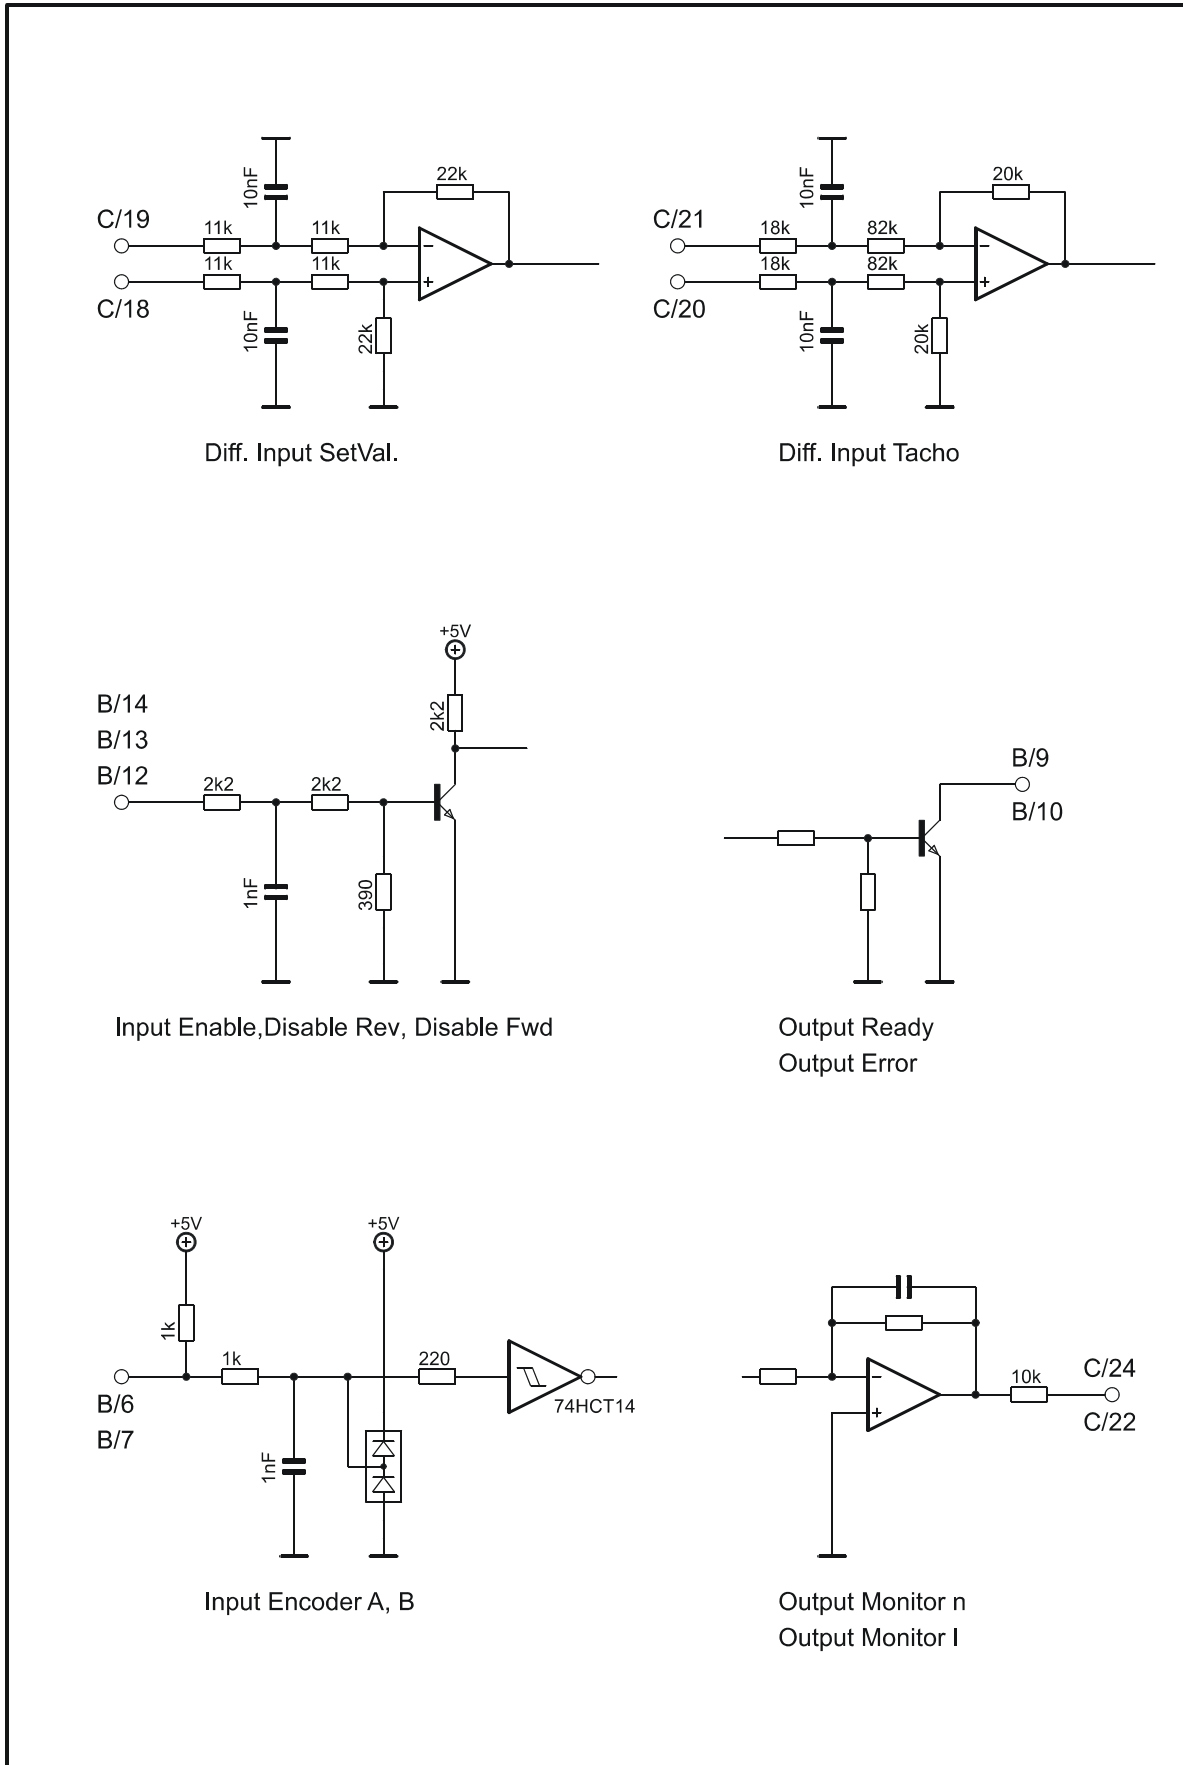 10nF
22k
C/19
11k
11k
−
11k
11k
+
C/18
10nF
22k
Diff. Input SetVal.
10nF
20k
C/21
18k
82k
−
18k
82k
+
C/20
10nF
20k
Diff. Input Tacho
+5V
2k2
B/14
B/13
B/12
2k2
2k2
1nF
390
Input Enable,Disable Rev, Disable Fwd
B/9
B/10
Output Ready
Output Error
+5V
+5V
1k
1k
220
B/6
B/7
74HCT14
1nF
Input Encoder A, B
−
+
10k
C/24
C/22
Output Monitor n
Output Monitor I